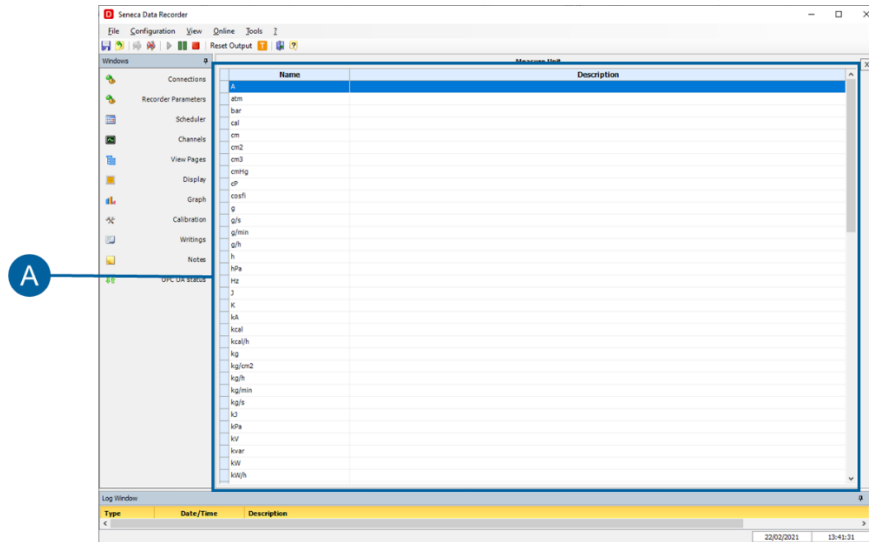 Seneca Data Recorder
File Configuration View Online Tools ?
Reset Output T
Windows
Measure Unit
Connections
Recorder Parameters
Scheduler
Channels
View Pages
Display
Graph
Calibration
Writings
Notes
OPC UA Status
A
Name Description
A
atm
bar
cal
cm
cm2
cm3
cmHg
cP
cosfi
g
g/s
g/min
g/h
h
hPa
Hz
J
K
kA
kcal
kcal/h
kg
kg/cm2
kg/h
kg/min
kg/s
kJ
kPa
kV
kvar
kW
kW/h
Log Window
Type Date/Time Description
22/02/2021 13:41:31